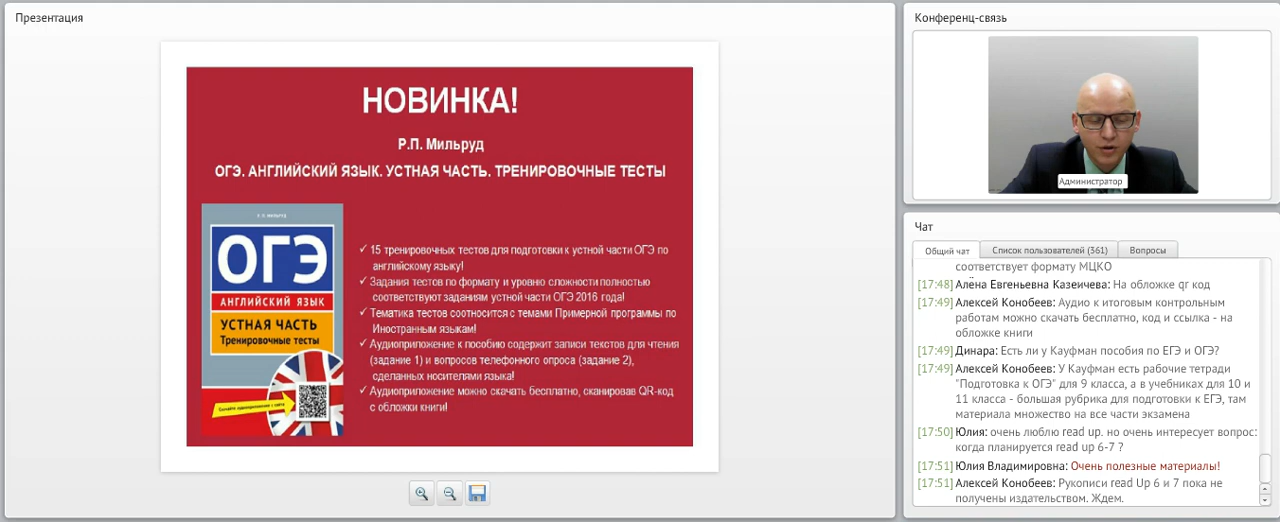 Презентация
НОВИНКА!
Р.П. Мильруд
ОГЭ. АНГЛИЙСКИЙ ЯЗЫК. УСТНАЯ ЧАСТЬ. ТРЕНИРОВОЧНЫЕ ТЕСТЫ
Р. П. МИЛЬРУД
ОГЭ
АНГЛИЙСКИЙ ЯЗЫК
УСТНАЯ ЧАСТЬ
Тренировочные тесты
✓ 15 тренировочных тестов для подготовки к устной части ОГЭ по
английскому языку!
✓ Задания тестов по формату и уровню сложности полностью
соответствуют заданиям устной части ОГЭ 2016 года!
✓ Тематика тестов соотносится с темами Примерной программы по
Иностранным языкам!
✓ Аудиоприложение к пособию содержит записи текстов для чтения
(задание 1) и вопросов телефонного опроса (задание 2),
сделанных носителями языка!
✓ Аудиоприложение можно скачать бесплатно, сканировав QR-код
с обложки книги!
Конференц-связь
Администратор
Чат
Общий чат
Список пользователей (361)
Вопросы
соответствует формату МЦКО
[17:48] Алёна Евгеньевна Казеичева: На обложке qr код
[17:49] Алексей Конобеев: Аудио к итоговым контрольным
работам можно скачать бесплатно, код и ссылка - на
обложке книги
[17:49] Динара: Есть ли у Кауфман пособия по ЕГЭ и ОГЭ?
[17:49] Алексей Конобеев: У Кауфман есть рабочие тетради
"Подготовка к ОГЭ" для 9 класса, а в учебниках для 10 и
11 класса - большая рубрика для подготовки к ЕГЭ, там
материала множество на все части экзамена
[17:50] Юлия: очень люблю read up. но очень интересует вопрос:
когда планируется read up 6-7 ?
[17:51] Юлия Владимировна: Очень полезные материалы!
[17:51] Алексей Конобеев: Рукописи read Up 6 и 7 пока не
получены издательством. Ждем.